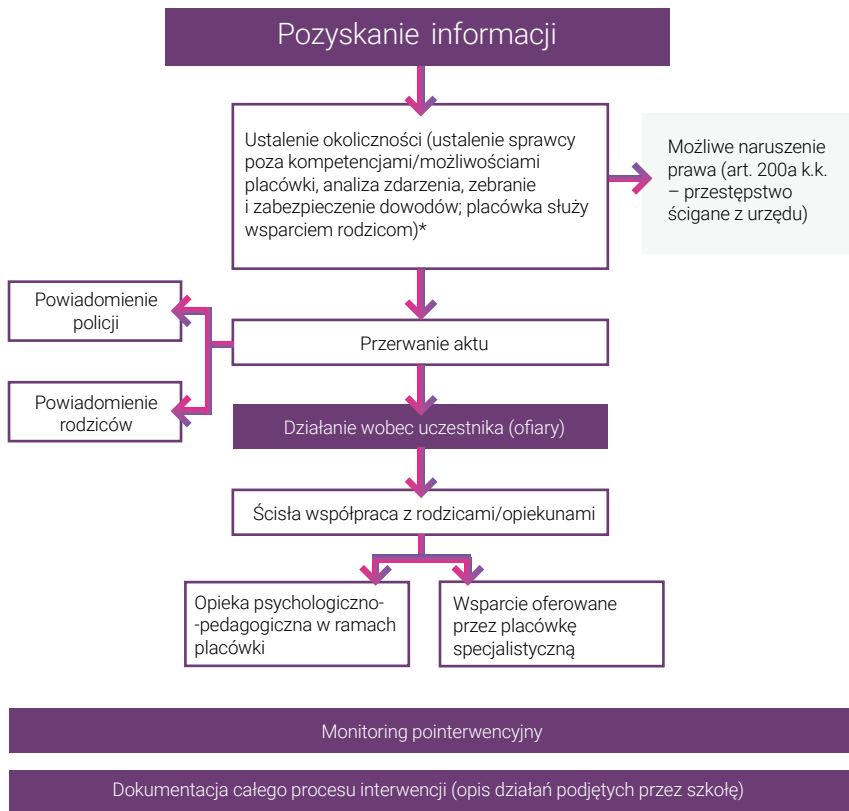 Pozyskanie informacji
Ustalenie okoliczności (ustalenie sprawcy
poza kompetencjami/możliwościami
placówki, analiza zdarzenia, zebranie
i zabezpieczenie dowodów; placówka służy
wsparciem rodzicom)*
Możliwe naruszenie
prawa (art. 200a k.k.
– przestępstwo
ścigane z urzędu)
Powiadomienie
policji
Przerwanie aktu
Powiadomienie
rodziców
Działanie wobec uczestnika (ofiary)
Ścisła współpraca z rodzicami/opiekunami
Opieka psychologiczno-
-pedagogiczna w ramach
placówki
Wsparcie oferowane
przez placówkę
specjalistyczną
Monitoring pointerwencyjny
Dokumentacja całego procesu interwencji (opis działań podjętych przez szkołę)